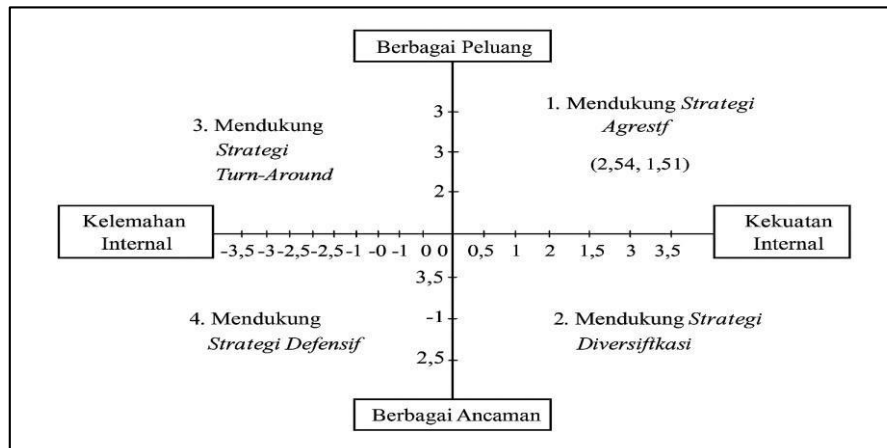 Berbagai Peluang
3. Mendukung
Strategi
Turn-Around
1. Mendukung Strategi
Agrestf
(2,54, 1,51)
3
3
2
Kelemahan
Internal
Kekuatan
Internal
-3,5 -3 -2,5 -2,5 -1 -0 -1 0 0 0,5 1 2 1,5 3 3,5
3,5
-1
2,5
4. Mendukung
Strategi Defensif
2. Mendukung Strategi
Diversiftkasi
Berbagai Ancaman